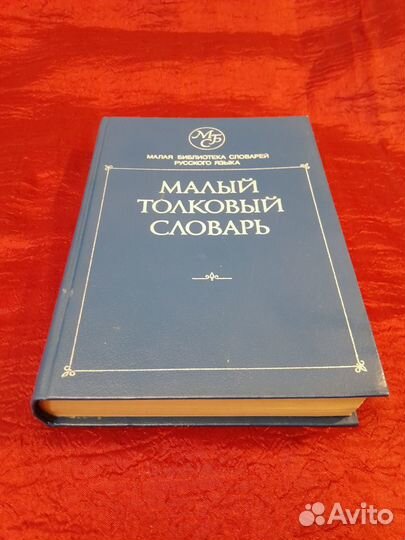 МБС
МАЛАЯ БИБЛИОТЕКА СЛОВАРЕЙ
РУССКОГО ЯЗЫКА
МАЛЫЙ
ТОЛКОВЫЙ
СЛОВАРЬ
Avito